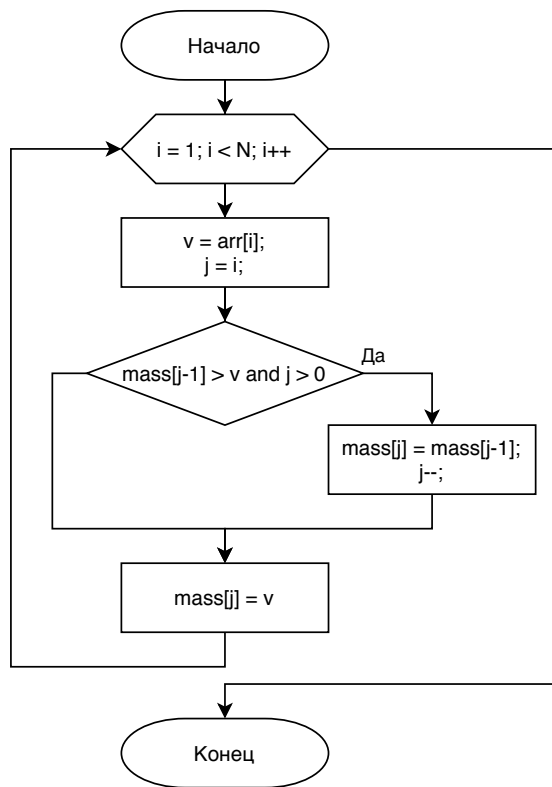 Начало
i = 1; i < N; i++
v = arr[i];
j = i;
mass[j-1] > v and j > 0
Да
mass[j] = mass[j-1];
j--;
mass[j] = v
Конец